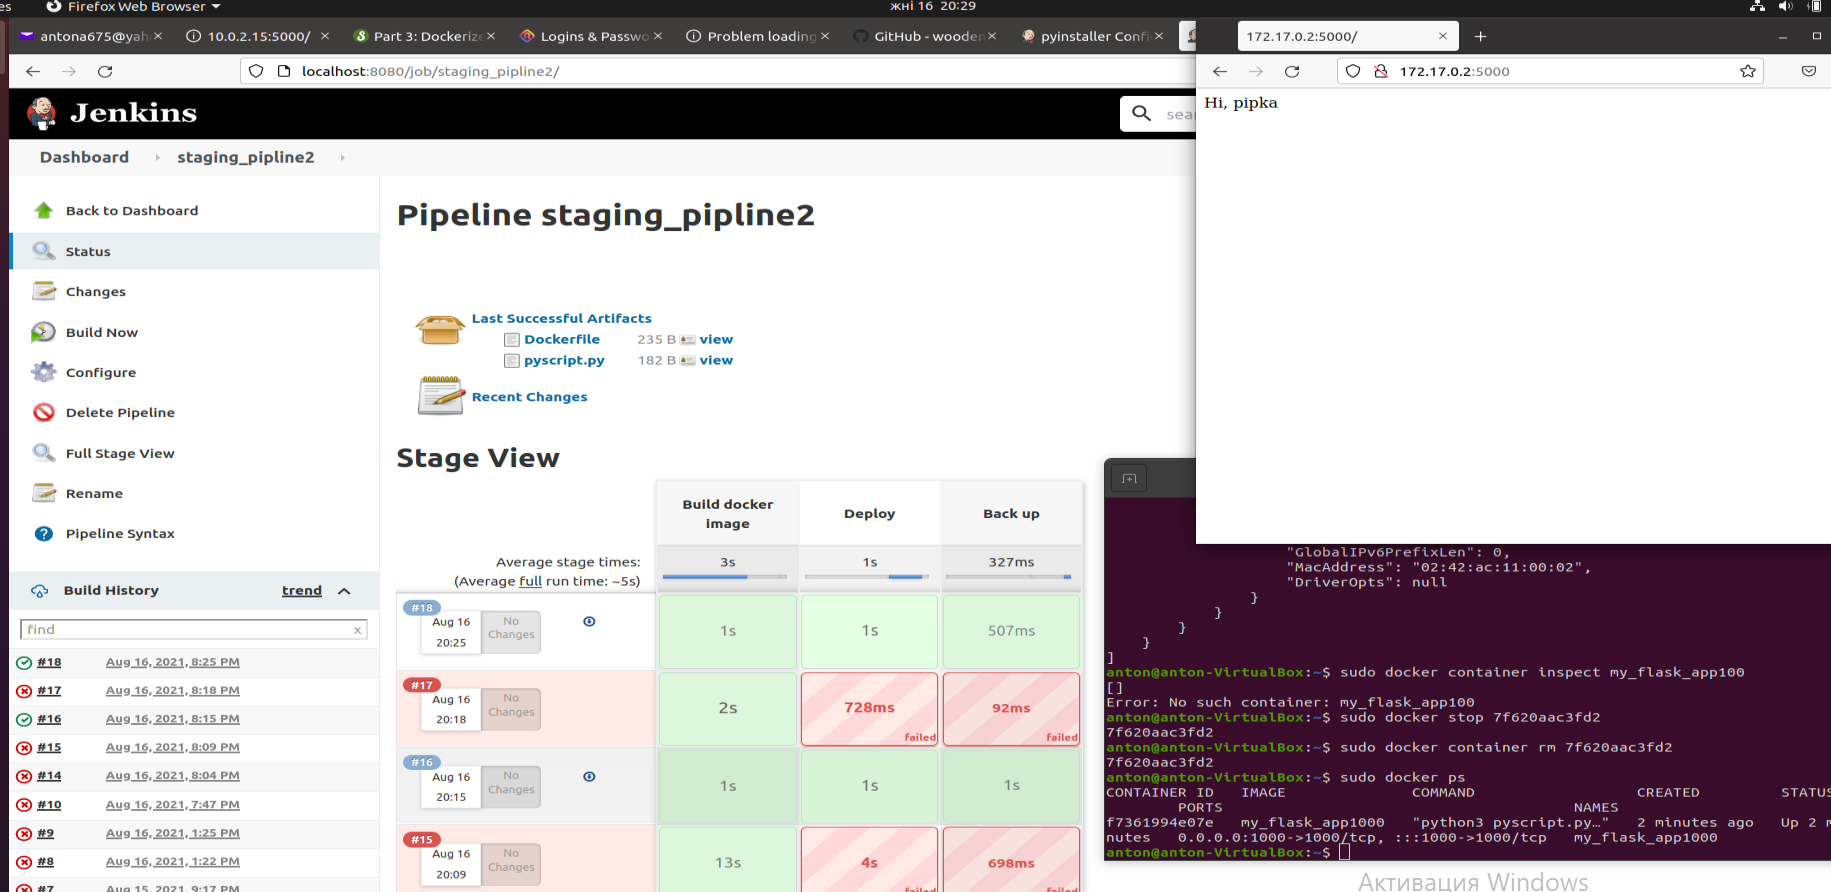 es Firefox Web Browser жні 16 20:29
antona675@yah 10.0.2.15:5000/ Part 3: Dockerize Logins & Passwo Problem loading GitHub - wooden pyinstaller Confi
localhost:8080/job/staging_pipline2/
Jenkins
sear
Dashboard staging_pipline2
Back to Dashboard
Status
Changes
Build Now
Configure
Delete Pipeline
Full Stage View
Rename
Pipeline Syntax
Build History trend
find x
#18 Aug 16, 2021, 8:25 PM
#17 Aug 16, 2021, 8:18 PM
#16 Aug 16, 2021, 8:15 PM
#15 Aug 16, 2021, 8:09 PM
#14 Aug 16, 2021, 8:04 PM
#10 Aug 16, 2021, 7:47 PM
#9 Aug 16, 2021, 1:25 PM
#8 Aug 16, 2021, 1:22 PM
#7 Aug 15, 2021, 9:17 PM
Pipeline staging_pipline2
Last Successful Artifacts
Dockerfile 235 B view
pyscript.py 182 B view
Recent Changes
Stage View
Build docker image Deploy Back up
Average stage times: 3s 1s 327ms
(Average full run time: ~5s)
#18
Aug 16 20:25 No Changes 1s 1s 507ms
#17
Aug 16 20:18 No Changes 2s 728ms failed 92ms failed
#16
Aug 16 20:15 No Changes 1s 1s 1s
#15
Aug 16 20:09 No Changes 13s 4s failed 698ms failed
172.17.0.2:5000/
172.17.0.2:5000
Hi, pipka
"GlobalIPv6PrefixLen": 0,
"MacAddress": "02:42:ac:11:00:02",
"DriverOpts": null
}
}
}
}
]
anton@anton-VirtualBox:~$ sudo docker container inspect my_flask_app100
[]
Error: No such container: my_flask_app100
anton@anton-VirtualBox:~$ sudo docker stop 7f620aac3fd2
7f620aac3fd2
anton@anton-VirtualBox:~$ sudo docker container rm 7f620aac3fd2
7f620aac3fd2
anton@anton-VirtualBox:~$ sudo docker ps
CONTAINER ID IMAGE COMMAND CREATED STATUS
PORTS NAMES
f7361994e07e my_flask_app1000 "python3 pyscript.py…" 2 minutes ago Up 2 m
nutes 0.0.0.0:1000->1000/tcp, :::1000->1000/tcp my_flask_app1000
anton@anton-VirtualBox:~$
Активация Windows